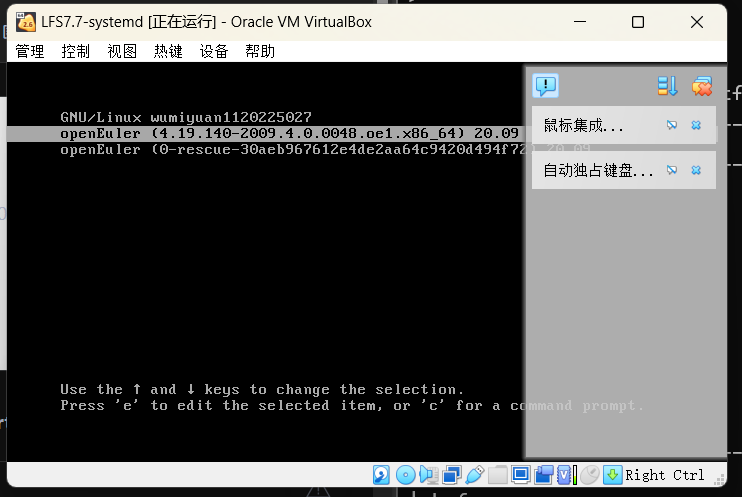 LFS7.7-systemd [正在运行] - Oracle VM VirtualBox
管理 控制 视图 热键 设备 帮助
GNU/Linux wumiyuan1120225027
openEuler (4.19.140-2009.4.0.0048.oe1.x86_64) 20.09
openEuler (0-rescue-30aeb967612e4de2aa64c9420d494f72) 20.09
鼠标集成...
自动独占键盘...
Use the ↑ and ↓ keys to change the selection.
Press 'e' to edit the selected item, or 'c' for a command prompt.
Right Ctrl